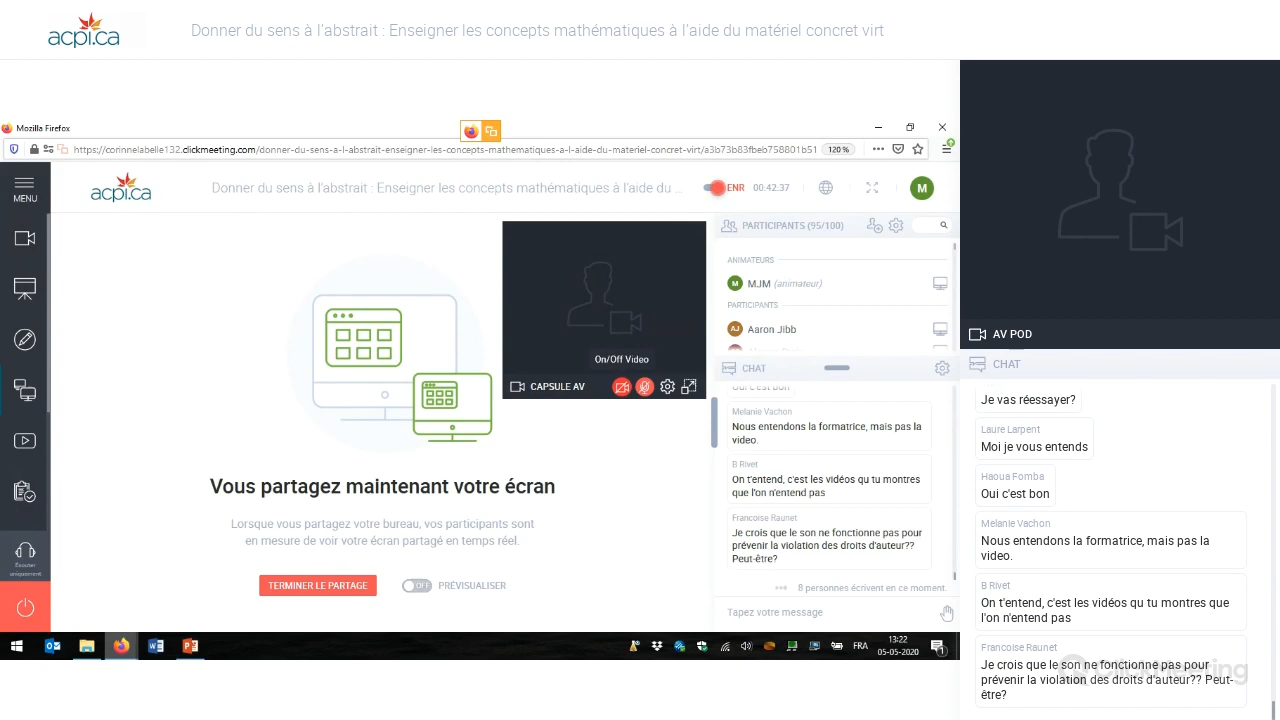 acpi.ca
Donner du sens à l'abstrait : Enseigner les concepts mathématiques à l'aide du matériel concret virt
Mozilla Firefox
https://corinnelabelle132.clickmeeting.com/donner-du-sens-a-l-abstrait-enseigner-les-concepts-mathematiques-a-l-aide-du-materiel-concret-virt/a3b73b83fbeb758801b51
120 %
MENU
acpi.ca
Donner du sens à l'abstrait : Enseigner les concepts mathématiques à l'aide du ...
ENR
00:42:37
M
On/Off Video
CAPSULE AV
Vous partagez maintenant votre écran
Lorsque vous partagez votre bureau, vos participants sont
en mesure de voir votre écran partagé en temps réel.
TERMINER LE PARTAGE
OFF
PRÉVISUALISER
Écouter
uniquement
PARTICIPANTS (95/100)
ANIMATEURS
M
MJM (animateur)
PARTICIPANTS
AJ
Aaron Jibb
CHAT
Oui c'est bon
Melanie Vachon
Nous entendons la formatrice, mais pas la
video.
B Rivet
On t'entend, c'est les vidéos qu tu montres
que l'on n'entend pas
Francoise Raunet
Je crois que le son ne fonctionne pas pour
prévenir la violation des droits d'auteur??
Peut-être?
8 personnes écrivent en ce moment.
Tapez votre message
FRA
13:22
05-05-2020
1
AV POD
CHAT
Je vas réessayer?
Laure Larpent
Moi je vous entends
Haoua Fomba
Oui c'est bon
Melanie Vachon
Nous entendons la formatrice, mais pas la
video.
B Rivet
On t'entend, c'est les vidéos qu tu montres que
l'on n'entend pas
Francoise Raunet
Je crois que le son ne fonctionne pas pour
prévenir la violation des droits d'auteur?? Peut-
être?
ClickMeeting